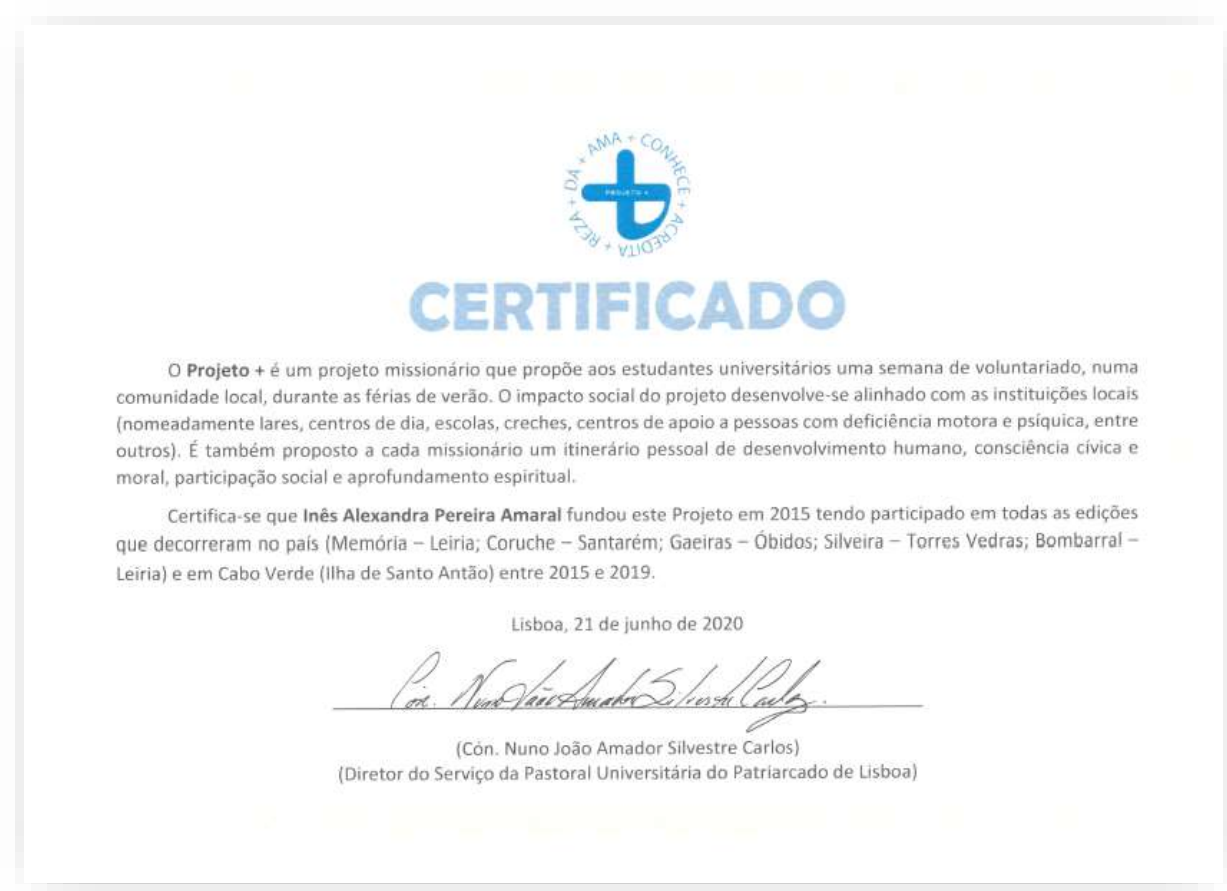 + DÁ + AMA + CONHECE + ACREDITA + REZA
PROJETO +
CERTIFICADO
O Projeto + é um projeto missionário que propõe aos estudantes universitários uma semana de voluntariado, numa
comunidade local, durante as férias de verão. O impacto social do projeto desenvolve-se alinhado com as instituições locais
(nomeadamente lares, centros de dia, escolas, creches, centros de apoio a pessoas com deficiência motora e psíquica, entre
outros). É também proposto a cada missionário um itinerário pessoal de desenvolvimento humano, consciência cívica e
moral, participação social e aprofundamento espiritual.
Certifica-se que Inês Alexandra Pereira Amaral fundou este Projeto em 2015 tendo participado em todas as edições
que decorreram no país (Memória – Leiria; Coruche – Santarém; Gaeiras – Óbidos; Silveira – Torres Vedras; Bombarral –
Leiria) e em Cabo Verde (Ilha de Santo Antão) entre 2015 e 2019.
Lisboa, 21 de junho de 2020
Cón. Nuno João Amador Silvestre Carlos.
(Cón. Nuno João Amador Silvestre Carlos)
(Diretor do Serviço da Pastoral Universitária do Patriarcado de Lisboa)